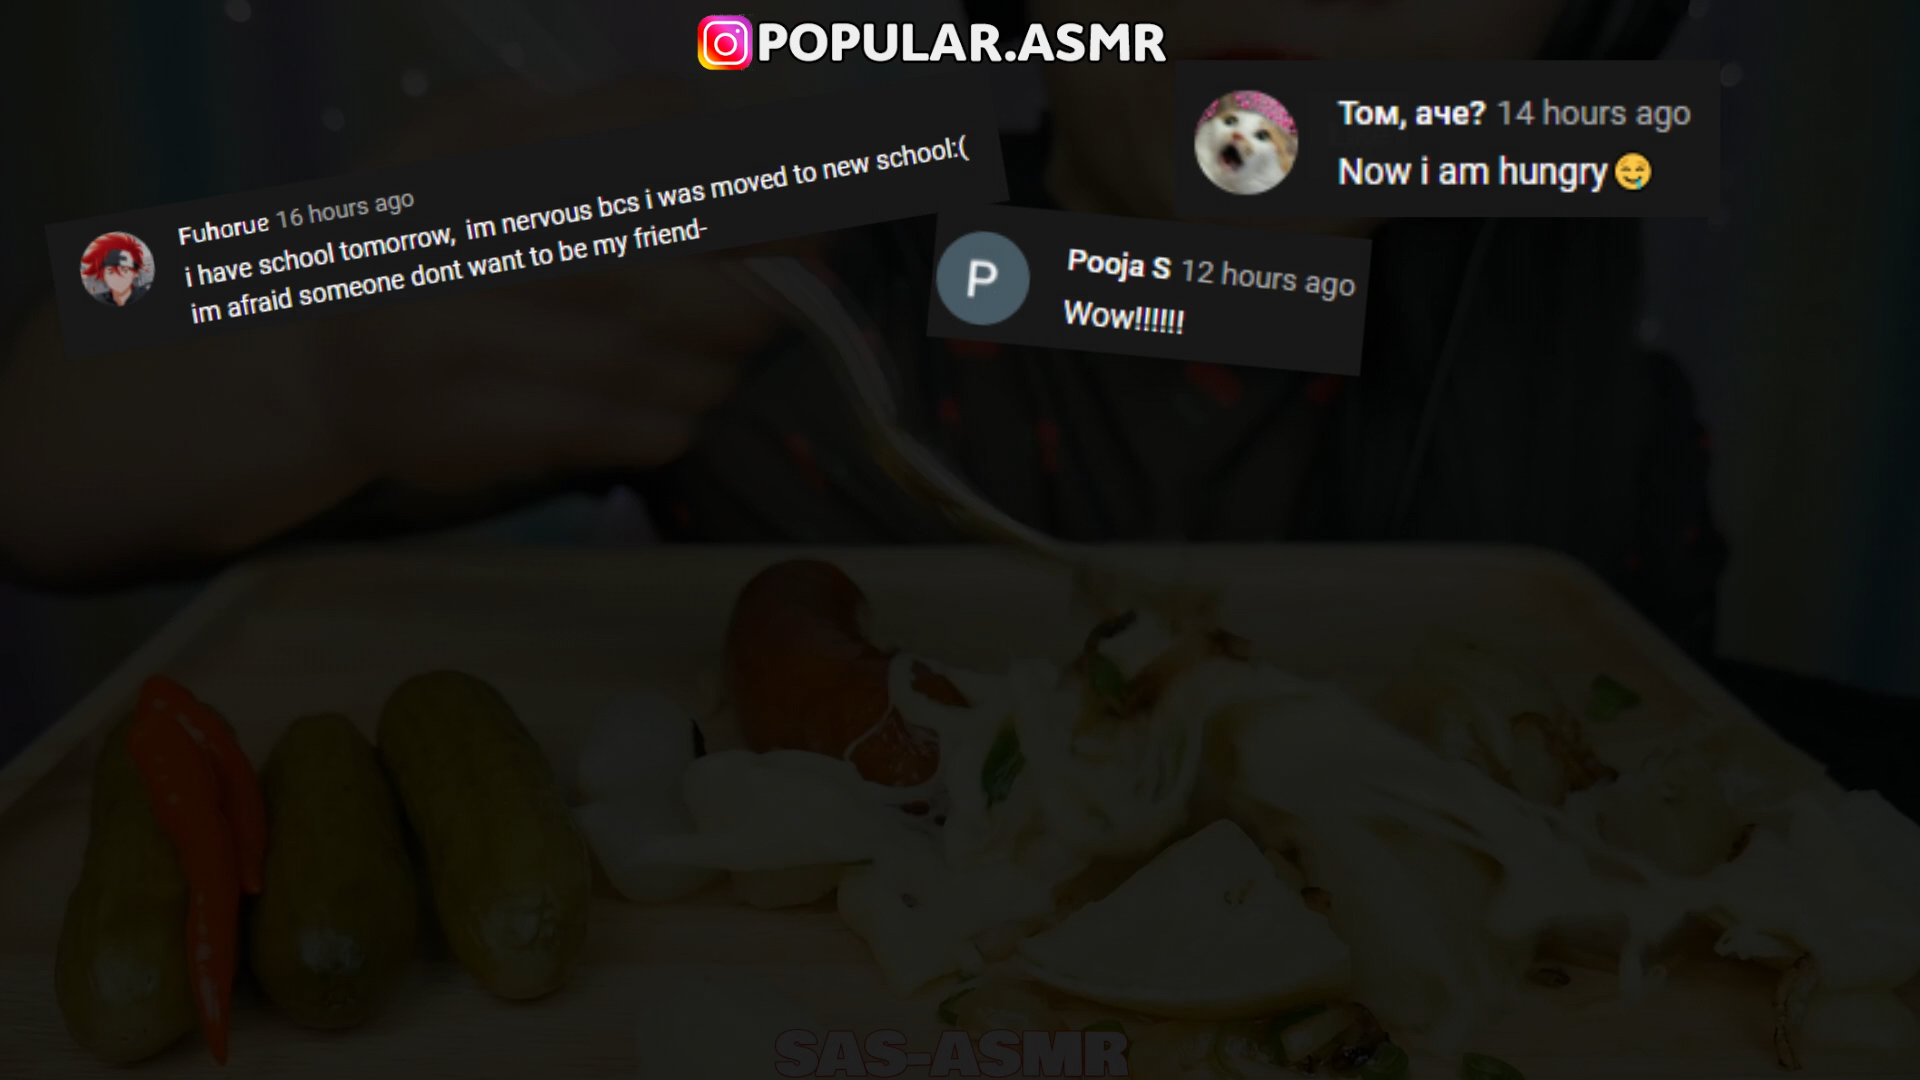 POPULAR.ASMR
Fuhorue 16 hours ago
i have school tomorrow, im nervous bcs i was moved to new school:(
im afraid someone dont want to be my friend-
Том, аче? 14 hours ago
Now i am hungry🤤
P
Pooja S 12 hours ago
Wow!!!!!!
SAS-ASMR